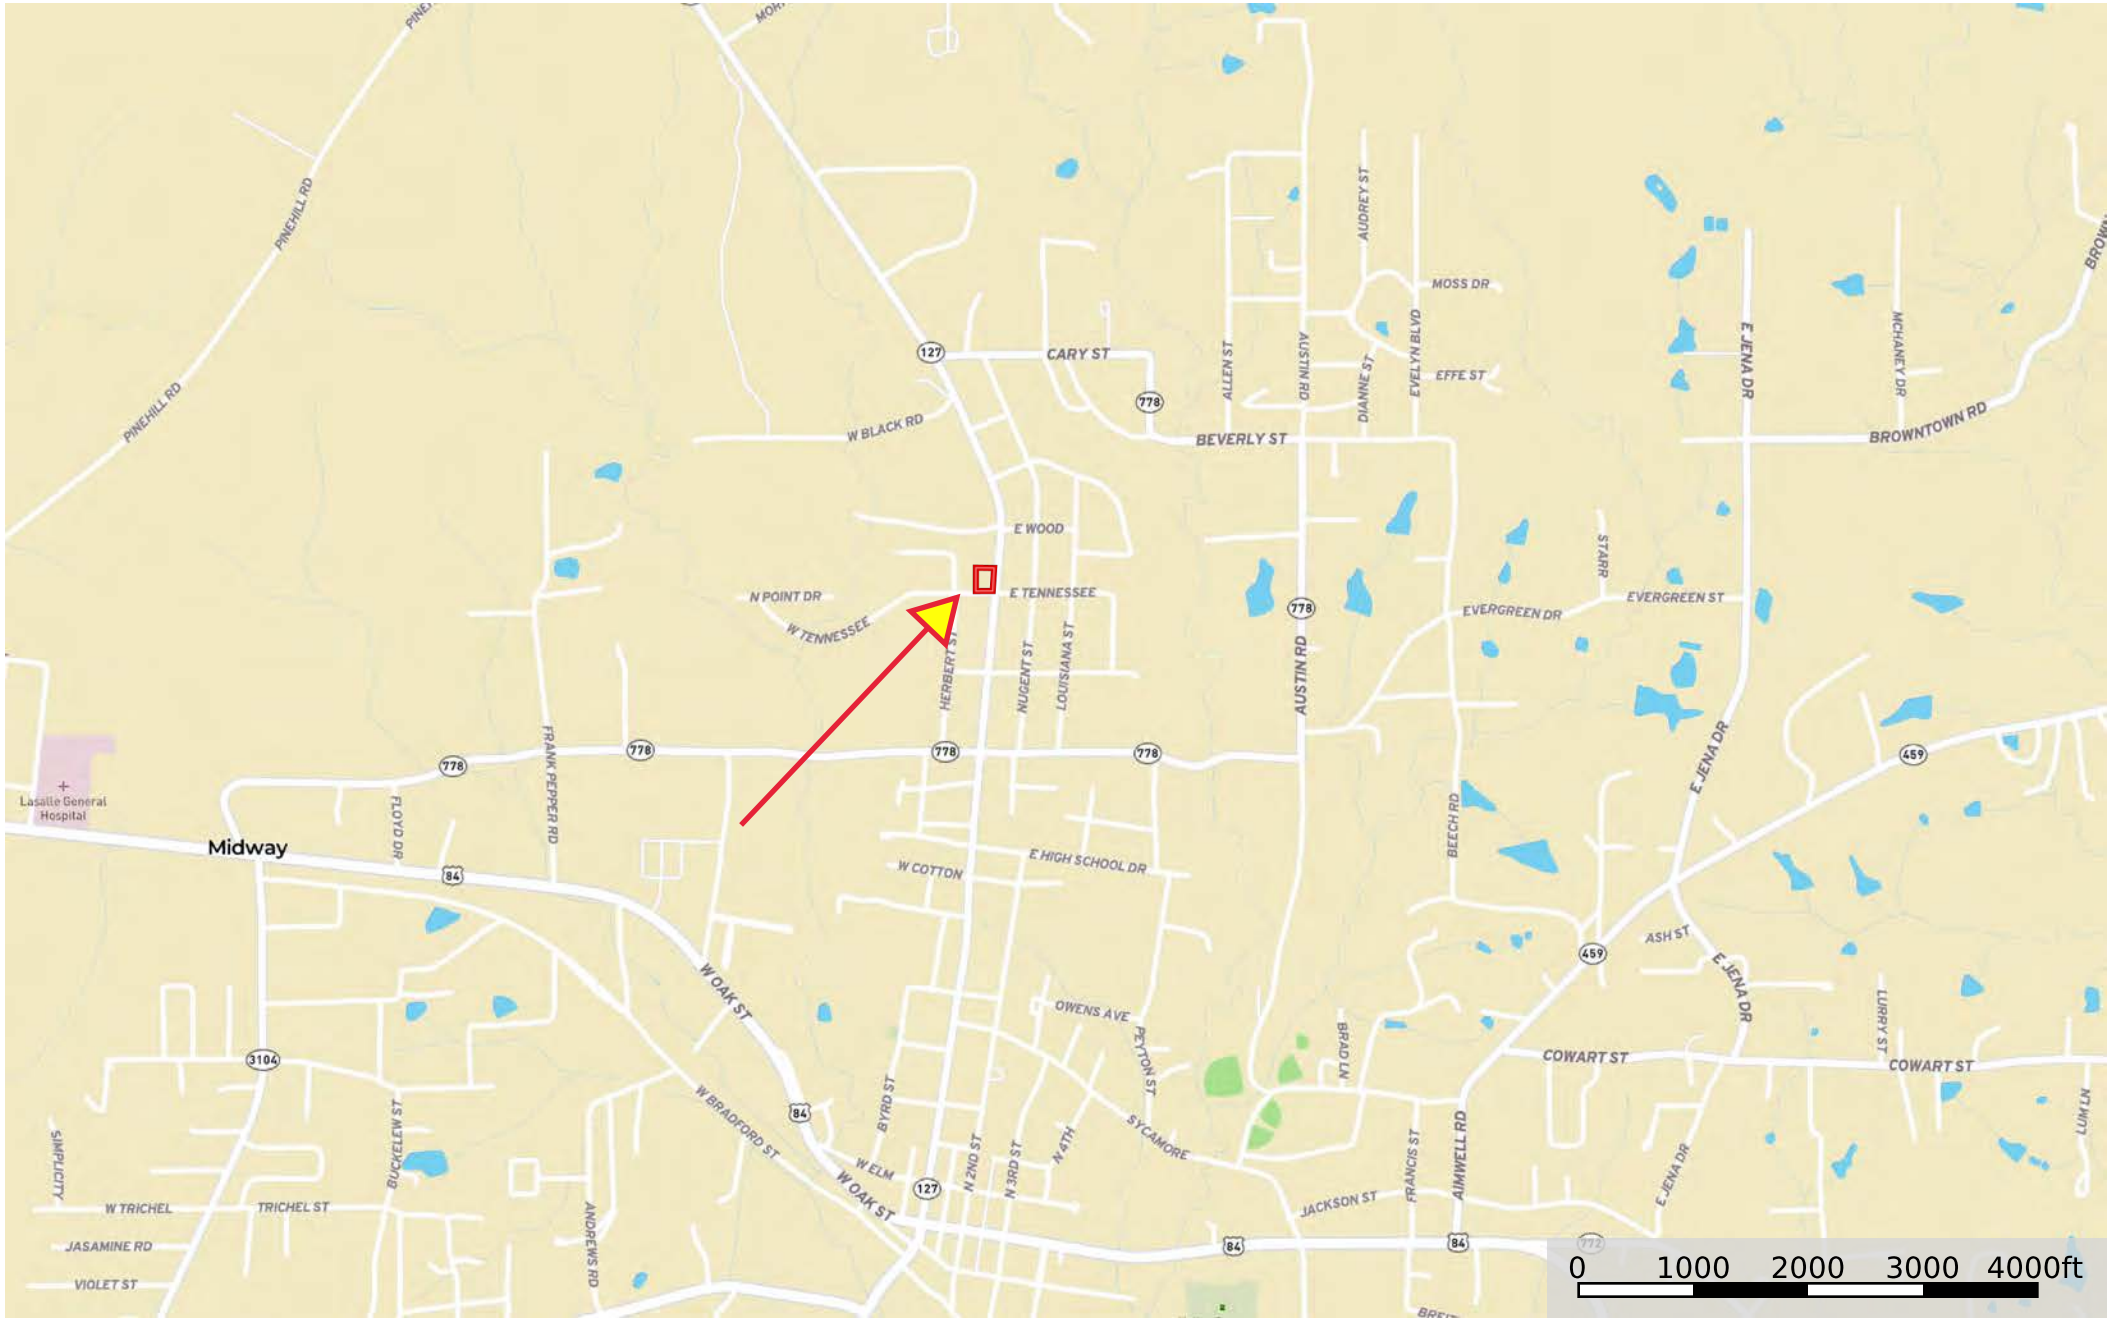 PINEHILL RD
PINEHILL RD
127
CARY ST
778
W BLACK RD
BEVERLY ST
ALLEN ST
AUSTIN RD
AUDREY ST
DIANNE ST
EVELYN BLVD
MOSS DR
EFFE ST
E JENA DR
MCHANEY DR
BROWNTOWN RD
E WOOD
N POINT DR
W TENNESSEE
E TENNESSEE
HERBERT ST
NUGENT ST
LOUISIANA ST
778
AUSTIN RD
STARR
EVERGREEN DR
EVERGREEN ST
E JENA DR
459
Lasalle General
Hospital
778
778
778
778
FRANK PEPPER RD
FLOYD DR
Midway
84
W COTTON
E HIGH SCHOOL DR
BEECH RD
W OAK ST
459
ASH ST
E JENA DR
OWENS AVE
PEYTON ST
BRAD LN
COWART ST
COWART ST
LURRY ST
LUM LN
3104
SIMPLICITY
BUCKELEW ST
W BRADFORD ST
84
BYRD ST
W ELM
W OAK ST
127
N 2ND ST
N 3RD ST
N 4TH
SYCAMORE
FRANCIS ST
AIMWELL RD
JACKSON ST
E JENA DR
W TRICHEL
TRICHEL ST
JASAMINE RD
VIOLET ST
ANDREWS RD
84
84
772
0 1000 2000 3000 4000ft